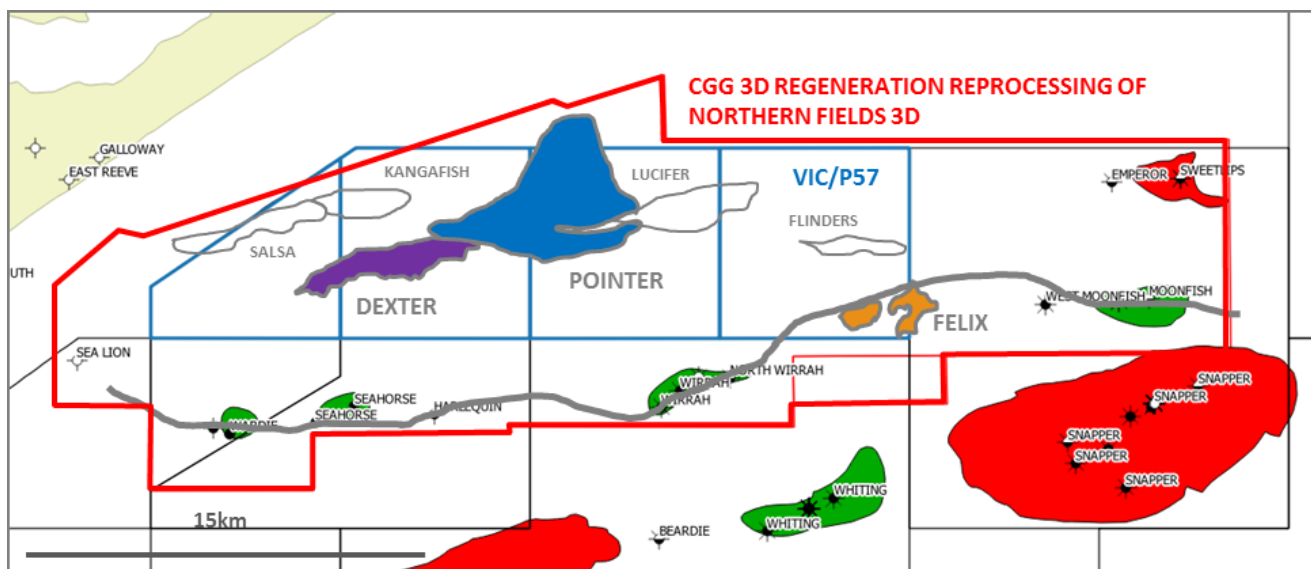 CGG 3D REGENERATION REPROCESSING OF
NORTHERN FIELDS 3D
GALLOWAY
EAST REEVE
KANGAFISH
LUCIFER
VIC/P57
EMPEROR
SWEETLIPS
SALSA
FLINDERS
UTH
DEXTER
POINTER
WEST MOONFISH
MOONFISH
FELIX
SEA LION
NORTH WIRRAH
WIRRAH
WIRRAH
SNAPPER
SEAHORSE
SEAHORSE
HARLEQUIN
WARDIE
SNAPPER
SNAPPER
SNAPPER
SNAPPER
WHITING
WHITING
BEARDIE
15km